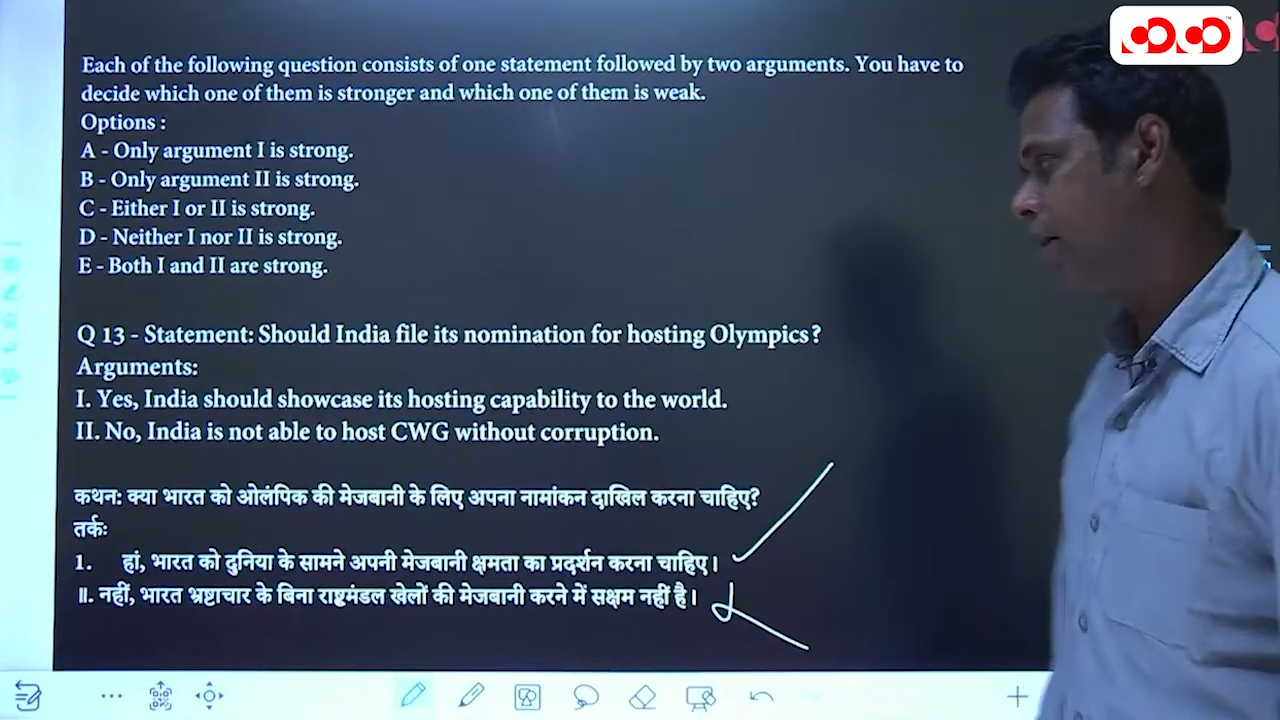 Each of the following question consists of one statement followed by two arguments. You have to
decide which one of them is stronger and which one of them is weak.
Options :
A - Only argument I is strong.
B - Only argument II is strong.
C - Either I or II is strong.
D - Neither I nor II is strong.
E - Both I and II are strong.
Q 13 - Statement: Should India file its nomination for hosting Olympics?
Arguments:
I. Yes, India should showcase its hosting capability to the world.
II. No, India is not able to host CWG without corruption.
कथन: क्या भारत को ओलंपिक की मेजबानी के लिए अपना नामांकन दाखिल करना चाहिए?
तर्क:
1. हां, भारत को दुनिया के सामने अपनी मेजबानी क्षमता का प्रदर्शन करना चाहिए।
II. नहीं, भारत भ्रष्टाचार के बिना राष्ट्रमंडल खेलों की मेजबानी करने में सक्षम नहीं है।